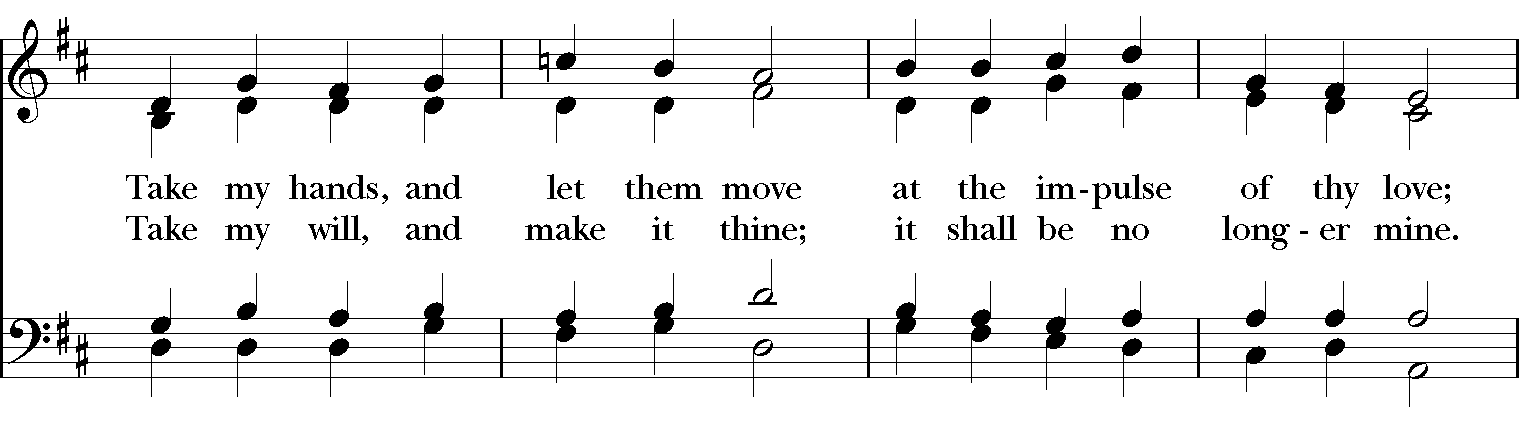 Take my hands, and let them move at the im-pulse of thy love;
Take my will, and make it thine; it shall be no long-er mine.